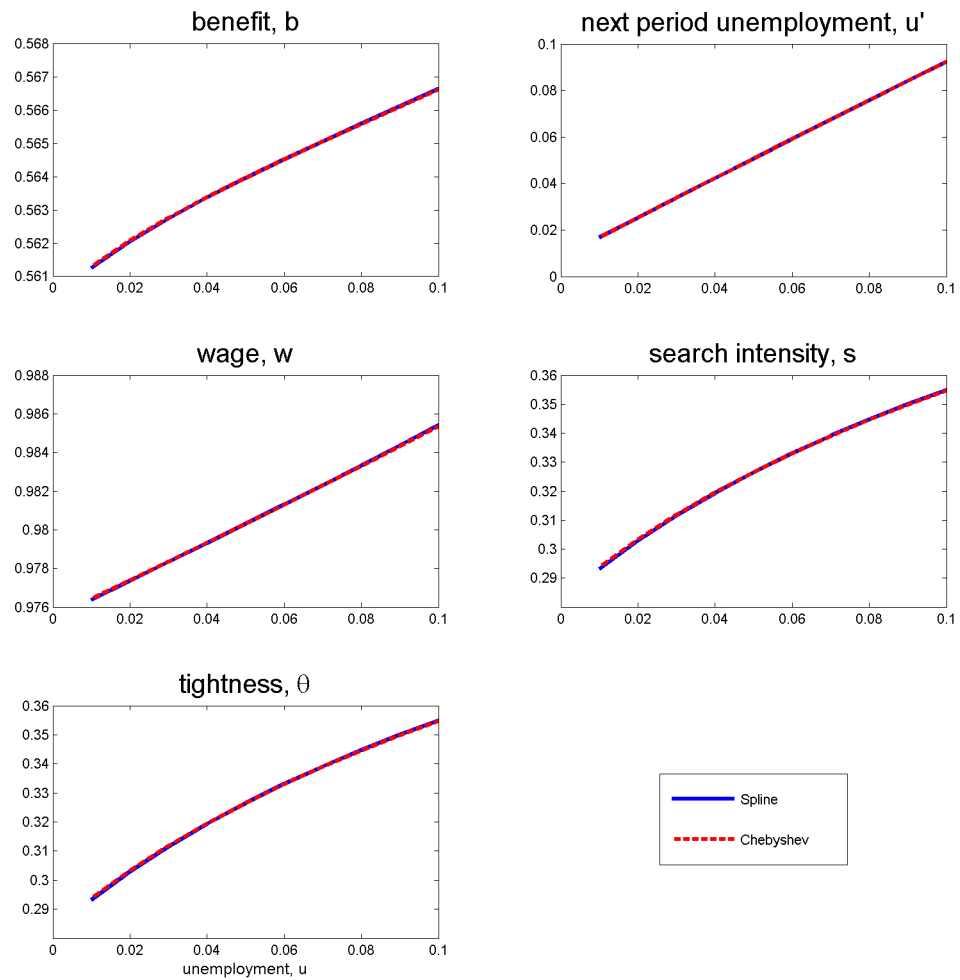 benefit, b
0.568
0.567
0.566
0.565
0.564
0.563
0.562
0.561
0 0.02 0.04 0.06 0.08 0.1
next period unemployment, u'
0.1
0.08
0.06
0.04
0.02
0
0 0.02 0.04 0.06 0.08 0.1
wage, w
0.988
0.986
0.984
0.982
0.98
0.978
0.976
0 0.02 0.04 0.06 0.08 0.1
search intensity, s
0.36
0.35
0.34
0.33
0.32
0.31
0.3
0.29
0 0.02 0.04 0.06 0.08 0.1
tightness, θ
0.36
0.35
0.34
0.33
0.32
0.31
0.3
0.29
0 0.02 0.04 0.06 0.08 0.1
unemployment, u
Spline
Chebyshev